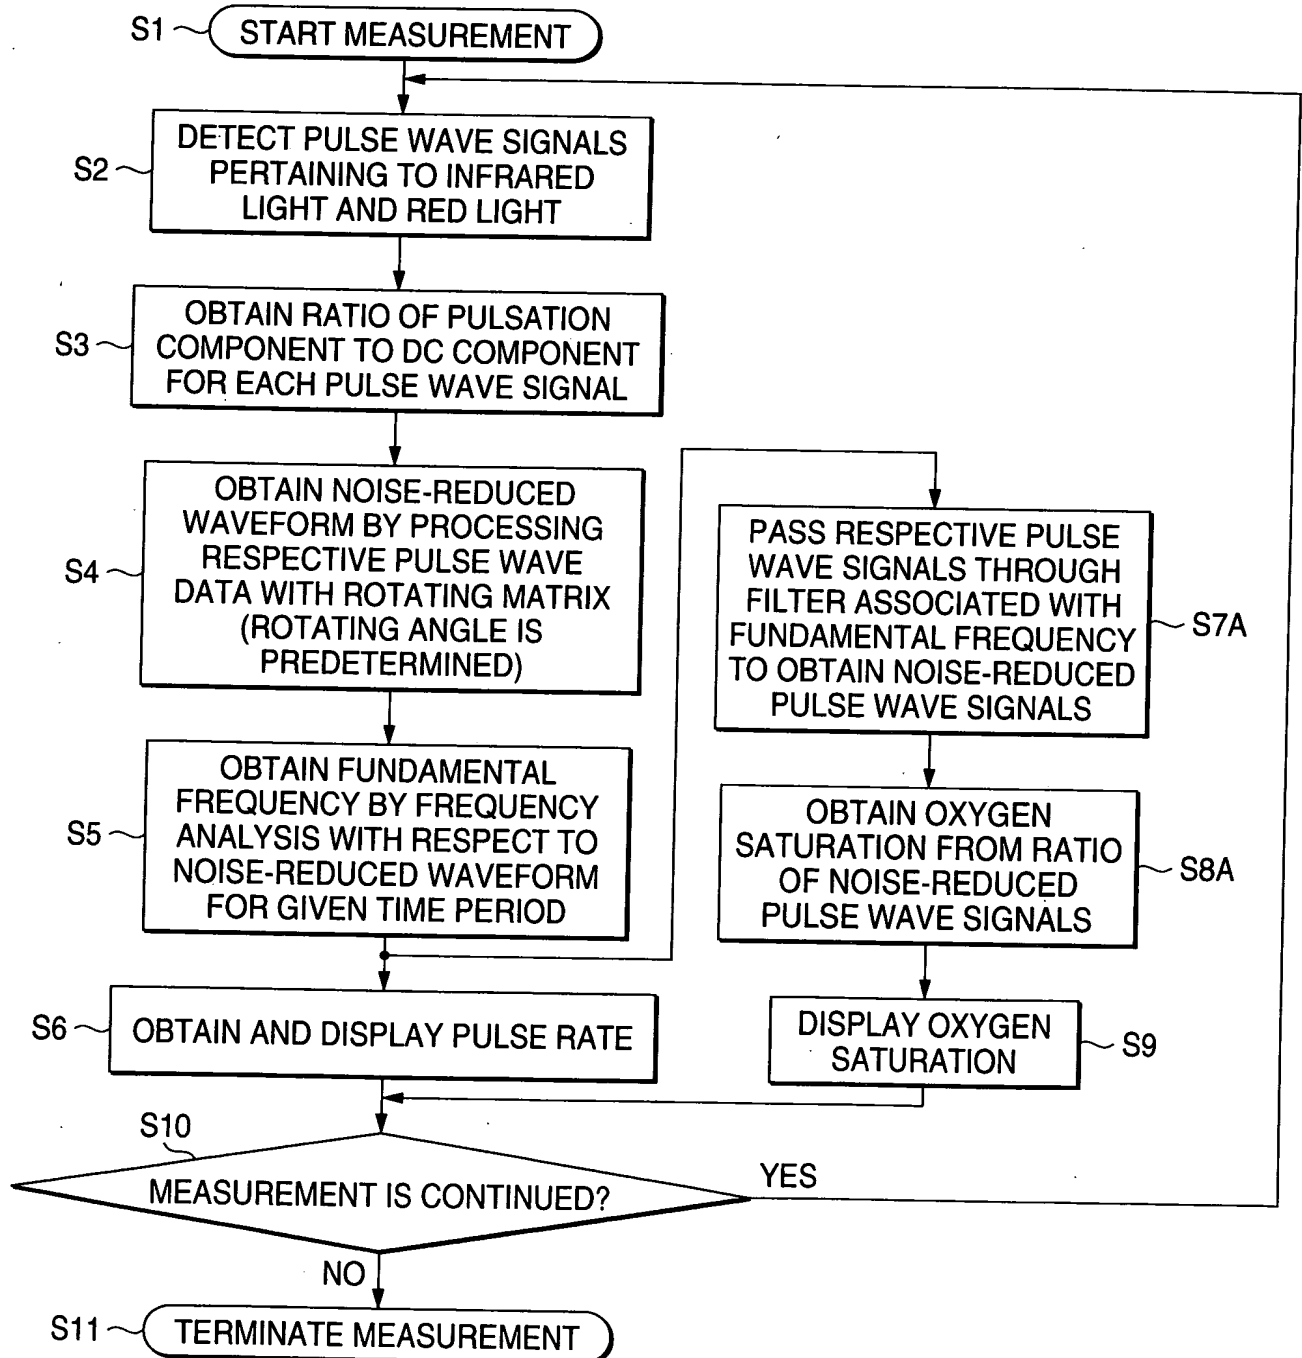 S1
START MEASUREMENT
S2
DETECT PULSE WAVE SIGNALS
PERTAINING TO INFRARED
LIGHT AND RED LIGHT
S3
OBTAIN RATIO OF PULSATION
COMPONENT TO DC COMPONENT
FOR EACH PULSE WAVE SIGNAL
S4
OBTAIN NOISE-REDUCED
WAVEFORM BY PROCESSING
RESPECTIVE PULSE WAVE
DATA WITH ROTATING MATRIX
(ROTATING ANGLE IS
PREDETERMINED)
S5
OBTAIN FUNDAMENTAL
FREQUENCY BY FREQUENCY
ANALYSIS WITH RESPECT TO
NOISE-REDUCED WAVEFORM
FOR GIVEN TIME PERIOD
S6
OBTAIN AND DISPLAY PULSE RATE
PASS RESPECTIVE PULSE
WAVE SIGNALS THROUGH
FILTER ASSOCIATED WITH
FUNDAMENTAL FREQUENCY
TO OBTAIN NOISE-REDUCED
PULSE WAVE SIGNALS
S7A
OBTAIN OXYGEN
SATURATION FROM RATIO
OF NOISE-REDUCED
PULSE WAVE SIGNALS
S8A
DISPLAY OXYGEN
SATURATION
S9
S10
MEASUREMENT IS CONTINUED?
YES
NO
S11
TERMINATE MEASUREMENT